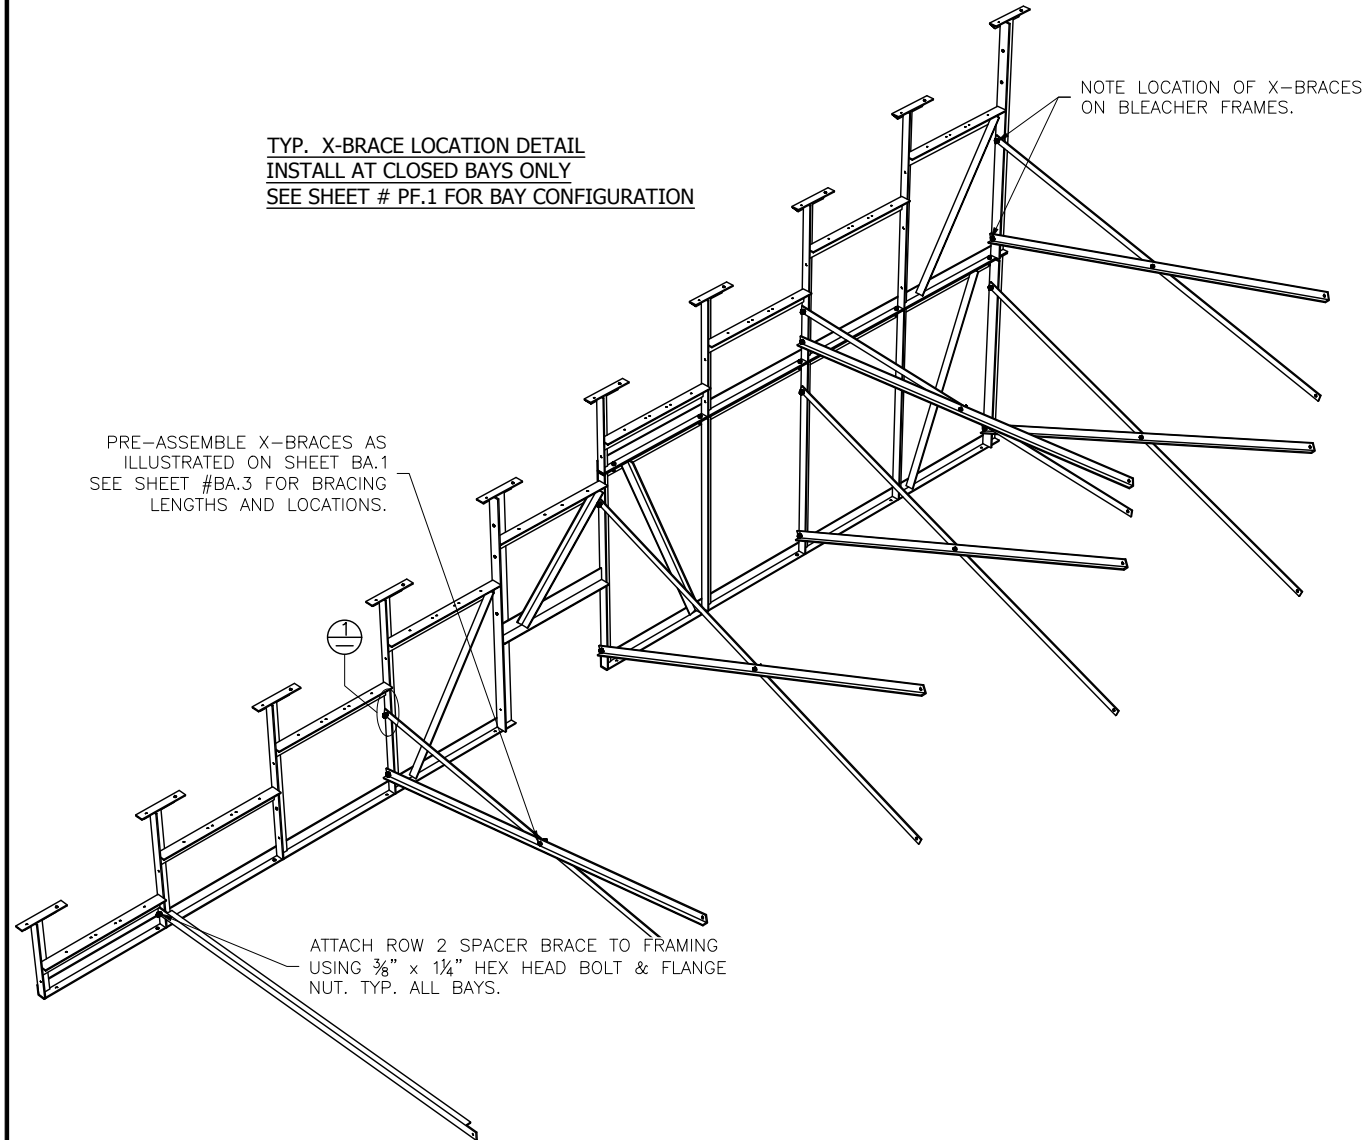 NOTE LOCATION OF X-BRACES
ON BLEACHER FRAMES.
TYP. X-BRACE LOCATION DETAIL
INSTALL AT CLOSED BAYS ONLY
SEE SHEET # PF.1 FOR BAY CONFIGURATION
PRE-ASSEMBLE X-BRACES AS
ILLUSTRATED ON SHEET BA.1
SEE SHEET #BA.3 FOR BRACING
LENGTHS AND LOCATIONS.
1
ATTACH ROW 2 SPACER BRACE TO FRAMING
USING ⅜" x 1¼" HEX HEAD BOLT & FLANGE
NUT. TYP. ALL BAYS.